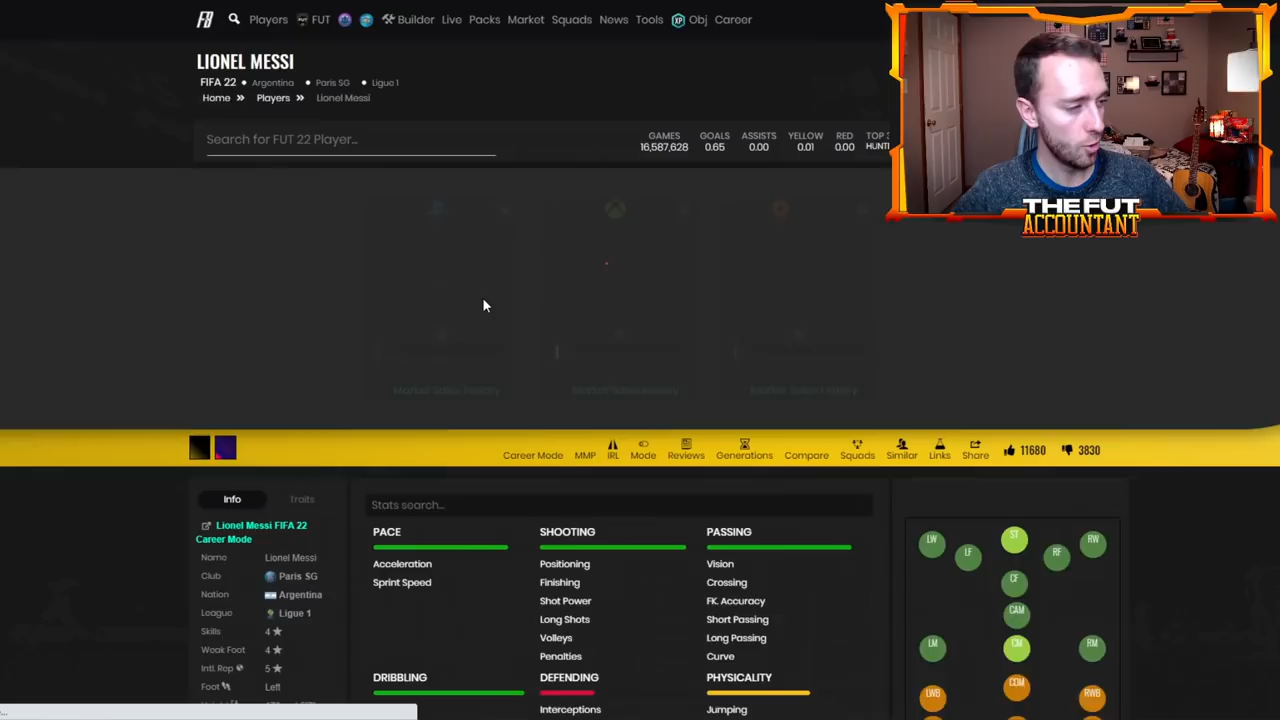 FB Players FUT Builder Live Packs Market Squads News Tools XP Obj Career
LIONEL MESSI
FIFA 22 • Argentina • Paris SG • Ligue 1
Home » Players » Lionel Messi
Search for FUT 22 Player...
GAMES GOALS ASSISTS YELLOW RED TOP 3
16,587,628 0.65 0.00 0.01 0.00 HUNT
THE FUT
ACCOUNTANT
Career Mode MMP IRL Mode Reviews Generations Compare Squads Similar Links Share 11680 3830
Info Traits
Stats search...
Lionel Messi FIFA 22
Career Mode
Name Lionel Messi
Club Paris SG
Nation Argentina
League Ligue 1
Skills 4★
Weak Foot 4★
Intl. Rep 5★
Foot Left
PACE SHOOTING PASSING
Acceleration Positioning Vision
Sprint Speed Finishing Crossing
Shot Power FK. Accuracy
Long Shots Short Passing
Volleys Long Passing
Penalties Curve
DRIBBLING DEFENDING PHYSICALITY
Interceptions Jumping
ST
LW RW
LF RF
CF
CAM
LM CM RM
CDM
LWB RWB